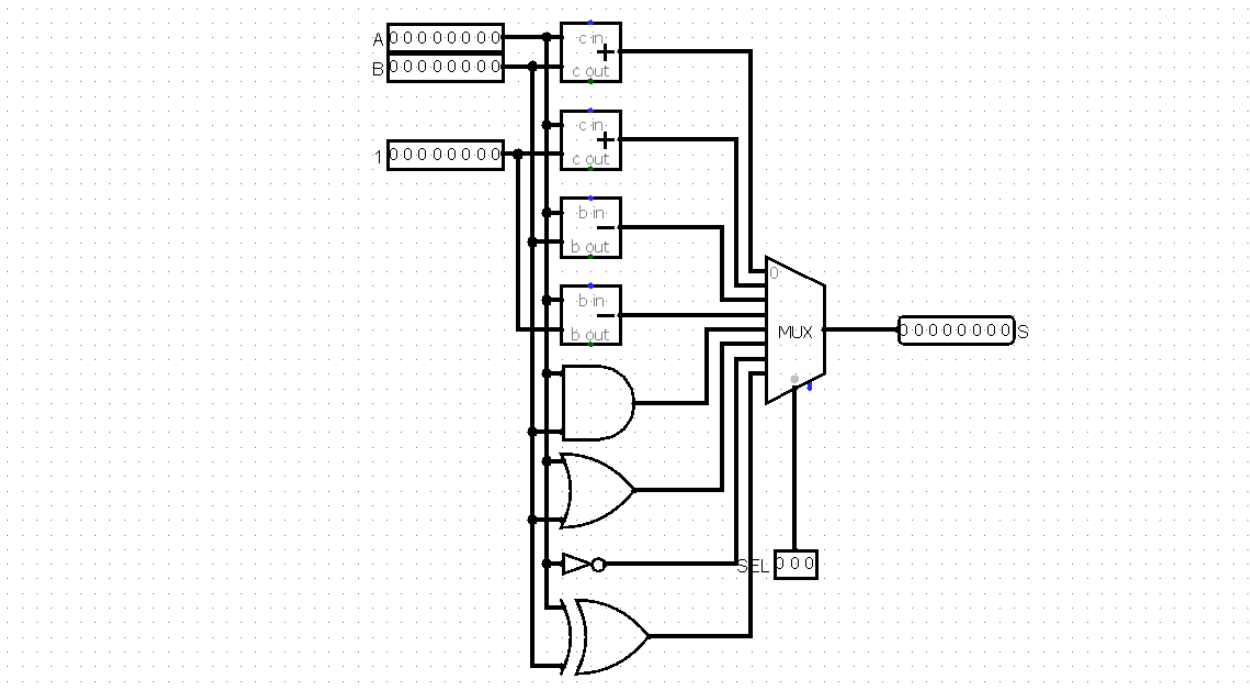 A 00000000
B 00000000
c in
+
c out
c in
+
c out
1 00000000
b in
−
b out
b in
−
b out
0
MUX
00000000 S
SEL 000